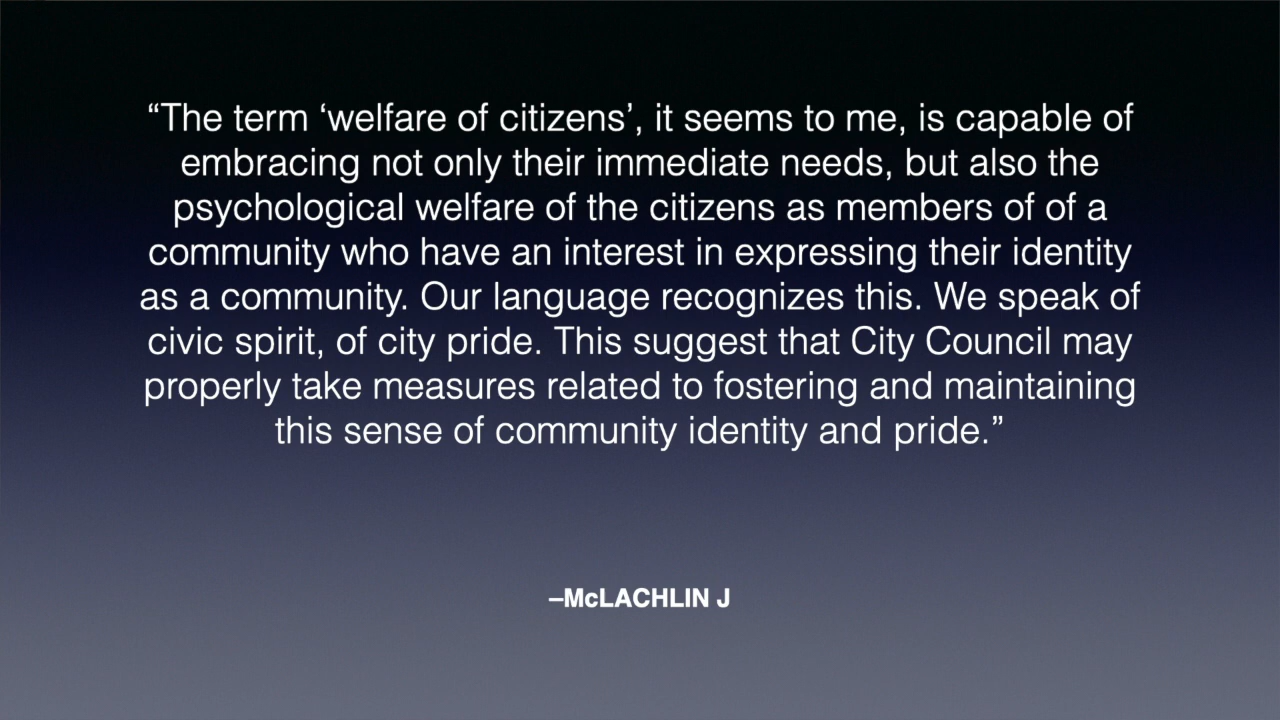 “The term ‘welfare of citizens’, it seems to me, is capable of
embracing not only their immediate needs, but also the
psychological welfare of the citizens as members of of a
community who have an interest in expressing their identity
as a community. Our language recognizes this. We speak of
civic spirit, of city pride. This suggest that City Council may
properly take measures related to fostering and maintaining
this sense of community identity and pride.”
–McLACHLIN J